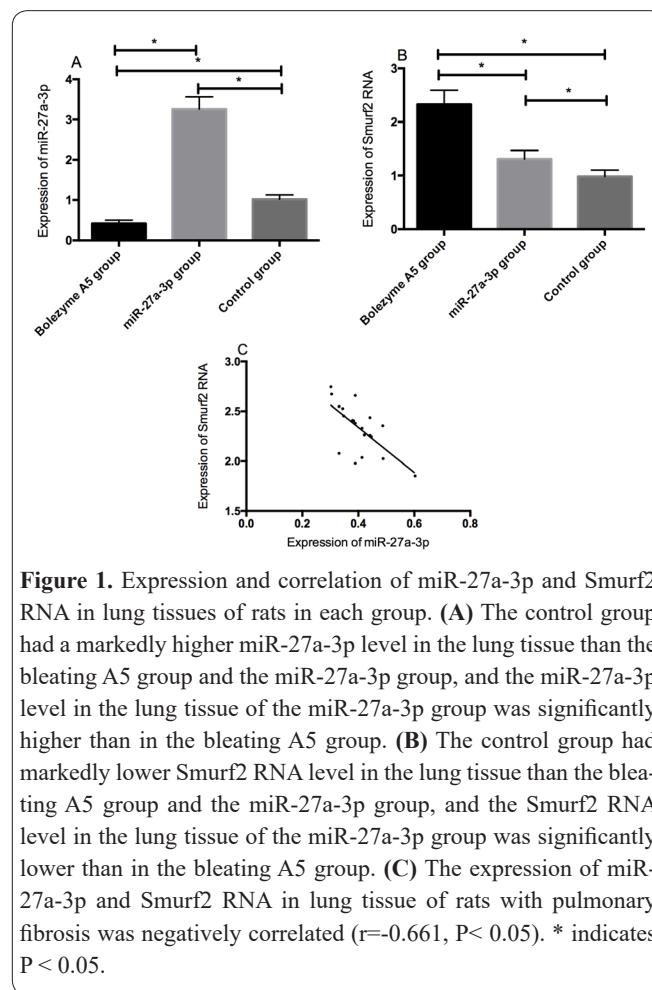 A
Expression of miR-27a-3p
4
3
2
1
0
*
*
*
Bolezyme A5 group
miR-27a-3p group
Control group
B
Expression of Smurf2 RNA
3
2
1
0
*
*
*
Bolezyme A5 group
miR-27a-3p group
Control group
C
Expression of Smurf2 RNA
3.0
2.5
2.0
1.5
0.0 0.2 0.4 0.6 0.8
Expression of miR-27a-3p
Figure 1. Expression and correlation of miR-27a-3p and Smurf2
RNA in lung tissues of rats in each group. (A) The control group
had a markedly higher miR-27a-3p level in the lung tissue than the
bleating A5 group and the miR-27a-3p group, and the miR-27a-3p
level in the lung tissue of the miR-27a-3p group was significantly
higher than in the bleating A5 group. (B) The control group had
markedly lower Smurf2 RNA level in the lung tissue than the blea-
ting A5 group and the miR-27a-3p group, and the Smurf2 RNA
level in the lung tissue of the miR-27a-3p group was significantly
lower than in the bleating A5 group. (C) The expression of miR-
27a-3p and Smurf2 RNA in lung tissue of rats with pulmonary
fibrosis was negatively correlated (r=-0.661, P< 0.05). * indicates
P < 0.05.